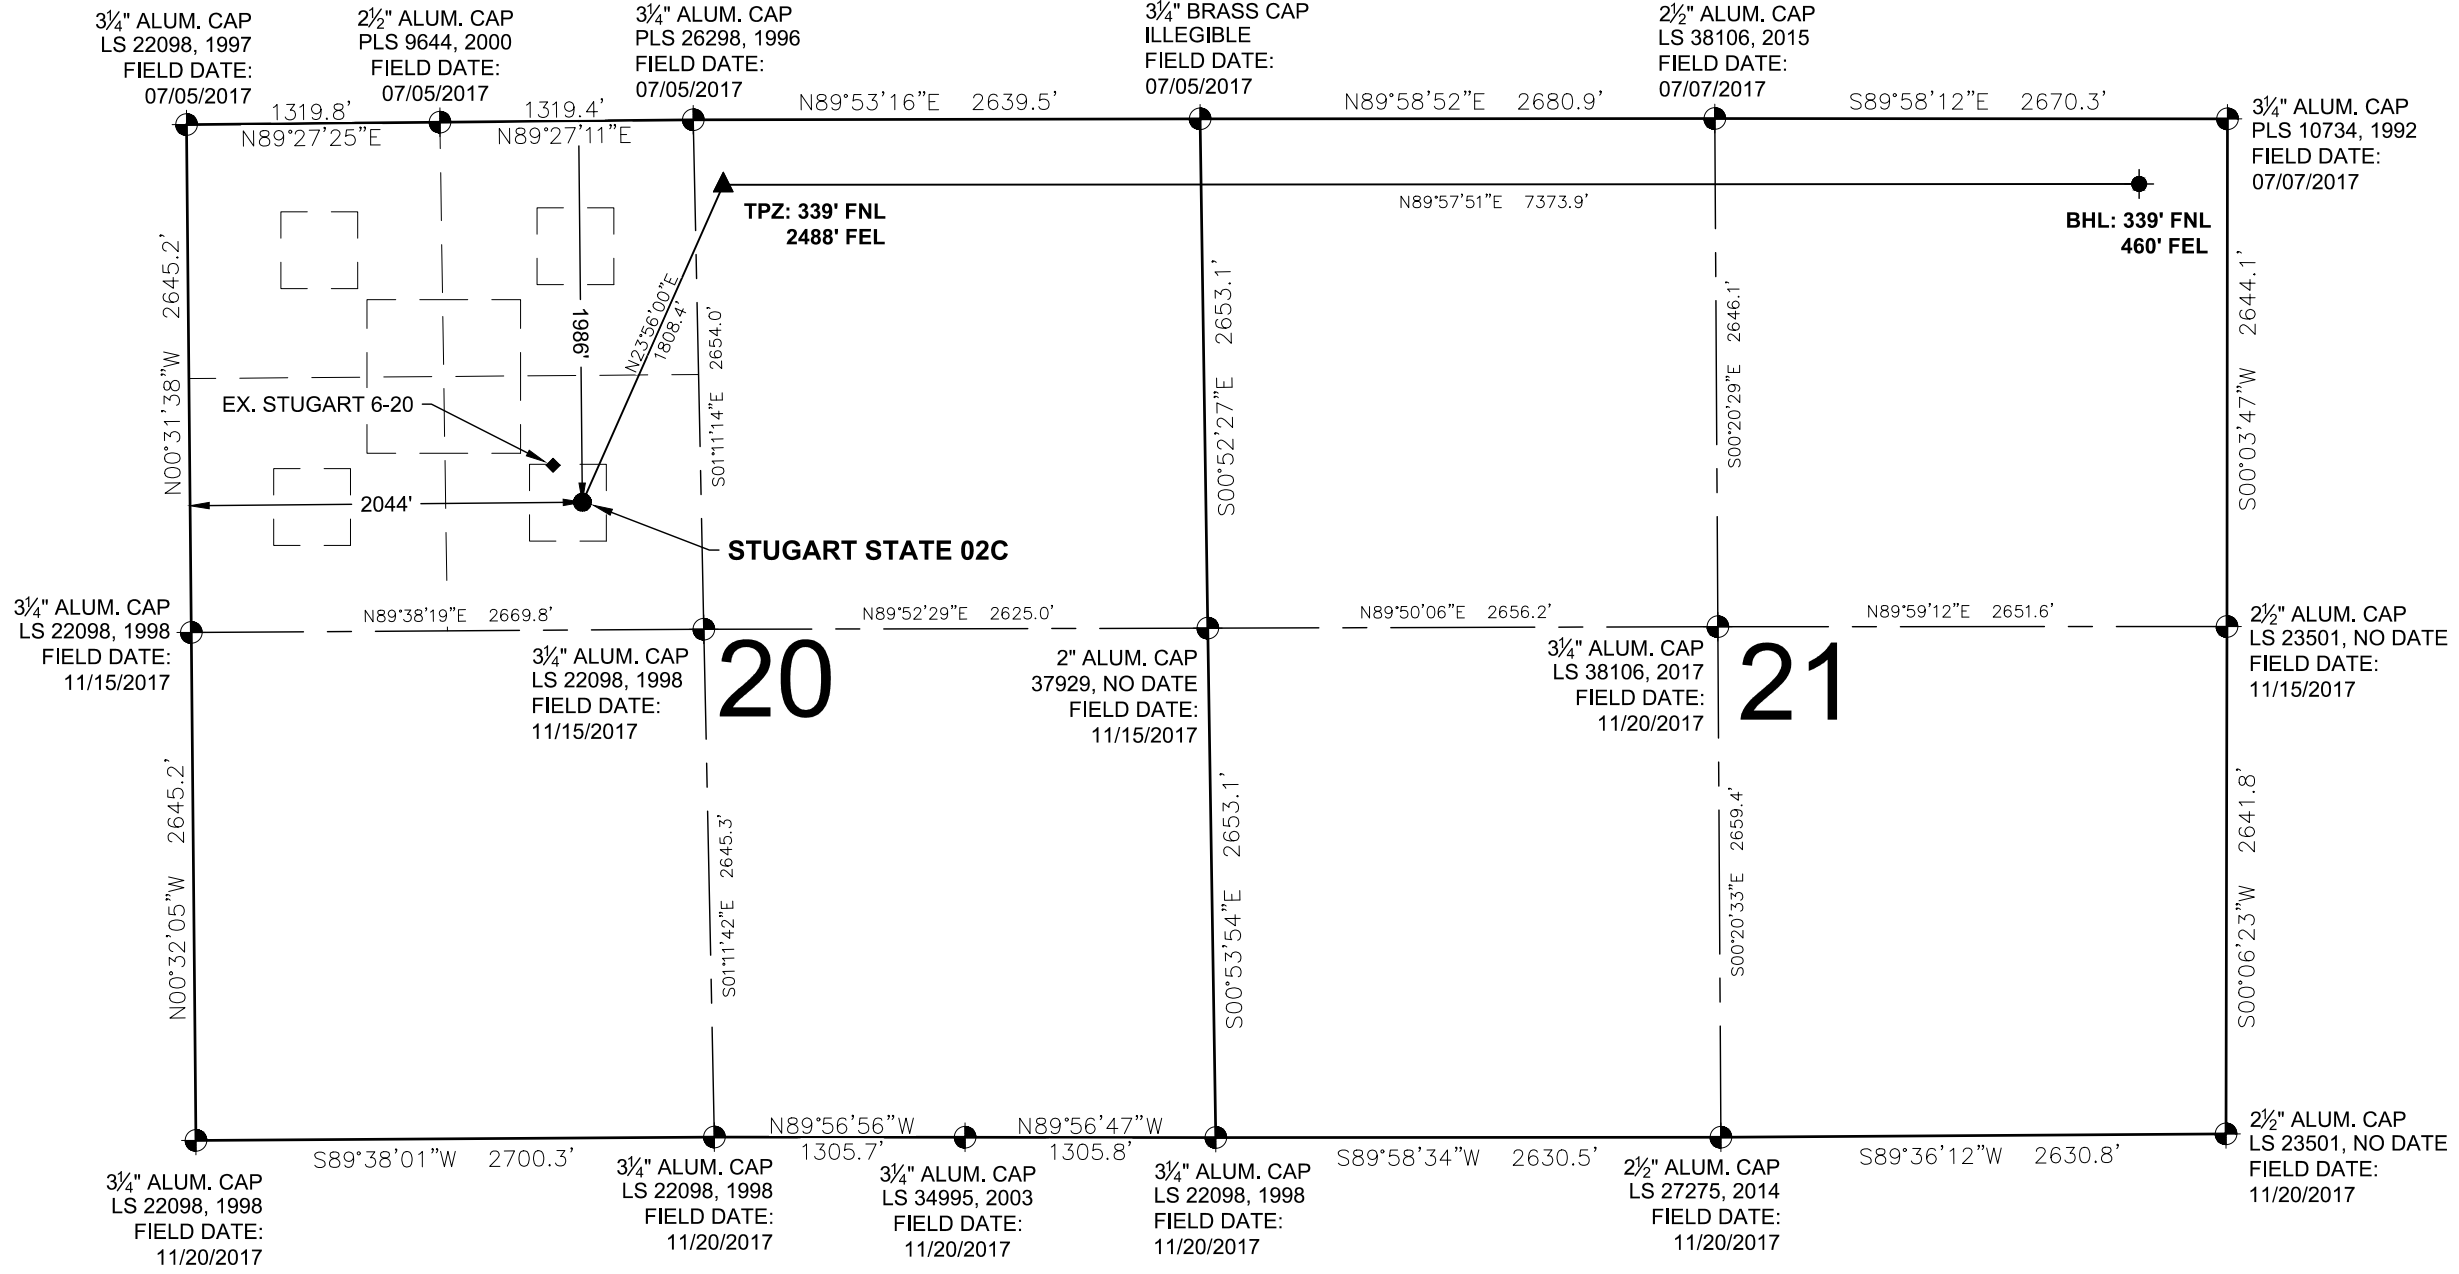 3¼" ALUM. CAP
LS 22098, 1997
FIELD DATE:
07/05/2017
2½" ALUM. CAP
PLS 9644, 2000
FIELD DATE:
07/05/2017
3¼" ALUM. CAP
PLS 26298, 1996
FIELD DATE:
07/05/2017
3¼" BRASS CAP
ILLEGIBLE
FIELD DATE:
07/05/2017
2½" ALUM. CAP
LS 38106, 2015
FIELD DATE:
07/07/2017
3¼" ALUM. CAP
PLS 10734, 1992
FIELD DATE:
07/07/2017
1319.8'
N89°27'25"E
1319.4'
N89°27'11"E
N89°53'16"E 2639.5'
N89°58'52"E 2680.9'
S89°58'12"E 2670.3'
TPZ: 339' FNL
2488' FEL
N89°57'51"E 7373.9'
BHL: 339' FNL
460' FEL
N00°31'38"W 2645.2'
1986'
N23°56'00"E
1808.4'
S01°11'14"E 2654.0'
S00°52'27"E 2653.1'
S00°20'29"E 2646.1'
S00°03'47"W 2644.1'
EX. STUGART 6-20
2044'
STUGART STATE 02C
N89°38'19"E 2669.8'
N89°52'29"E 2625.0'
N89°50'06"E 2656.2'
N89°59'12"E 2651.6'
3¼" ALUM. CAP
LS 22098, 1998
FIELD DATE:
11/15/2017
3¼" ALUM. CAP
LS 22098, 1998
FIELD DATE:
11/15/2017
20
2" ALUM. CAP
37929, NO DATE
FIELD DATE:
11/15/2017
3¼" ALUM. CAP
LS 38106, 2017
FIELD DATE:
11/20/2017
21
2½" ALUM. CAP
LS 23501, NO DATE
FIELD DATE:
11/15/2017
N00°32'05"W 2645.2'
S01°11'42"E 2645.3'
S00°53'54"E 2653.1'
S00°20'33"E 2659.4'
S00°06'23"W 2641.8'
S89°38'01"W 2700.3'
N89°56'56"W
1305.7'
N89°56'47"W
1305.8'
S89°58'34"W 2630.5'
S89°36'12"W 2630.8'
3¼" ALUM. CAP
LS 22098, 1998
FIELD DATE:
11/20/2017
3¼" ALUM. CAP
LS 22098, 1998
FIELD DATE:
11/20/2017
3¼" ALUM. CAP
LS 34995, 2003
FIELD DATE:
11/20/2017
3¼" ALUM. CAP
LS 22098, 1998
FIELD DATE:
11/20/2017
2½" ALUM. CAP
LS 27275, 2014
FIELD DATE:
11/20/2017
2½" ALUM. CAP
LS 23501, NO DATE
FIELD DATE:
11/20/2017